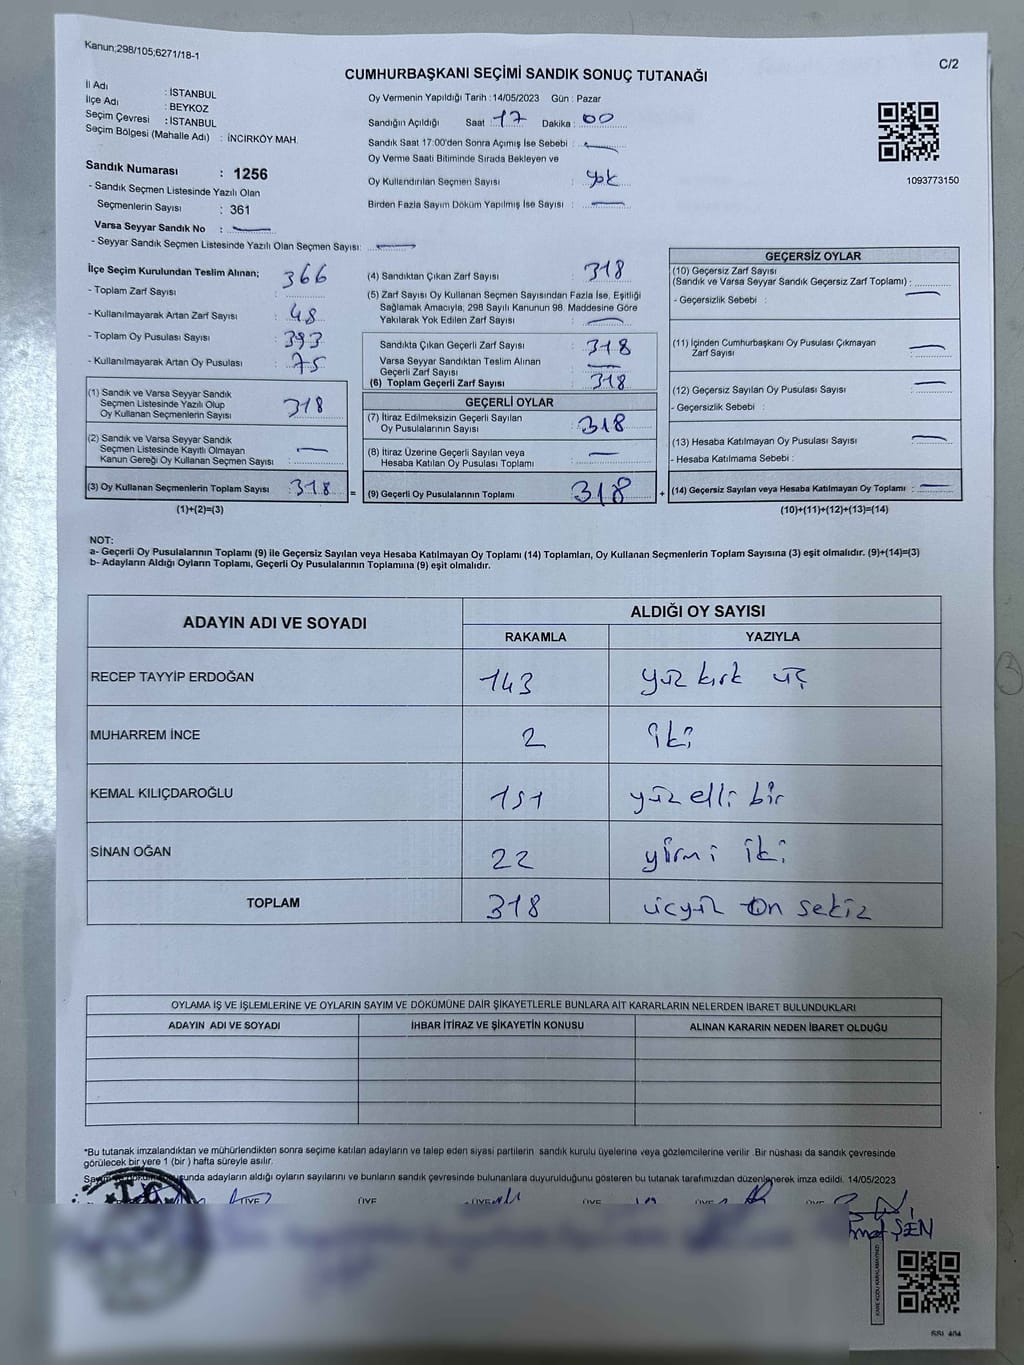 Kanun;298/105;6271/18-1
C/2
CUMHURBAŞKANI SEÇİMİ SANDIK SONUÇ TUTANAĞI
İl Adı : İSTANBUL
İlçe Adı : BEYKOZ
Seçim Çevresi : İSTANBUL
Seçim Bölgesi (Mahalle Adı) : İNCİRKÖY MAH.
Sandık Numarası : 1256
- Sandık Seçmen Listesinde Yazılı Olan
Seçmenlerin Sayısı : 361
Varsa Seyyar Sandık No :
- Seyyar Sandık Seçmen Listesinde Yazılı Olan Seçmen Sayısı:
Oy Vermenin Yapıldığı Tarih : 14/05/2023 Gün : Pazar
Sandığın Açıldığı Saat : 17 Dakika : 00
Sandık Saat 17:00'den Sonra Açımış İse Sebebi :
Oy Verme Saati Bitiminde Sırada Bekleyen ve
Oy Kullendırılan Seçmen Sayısı : yok
Birden Fazla Sayım Döküm Yapılmış İse Sayısı :
1093773150
İlçe Seçim Kurulundan Teslim Alınan; 366
- Toplam Zarf Sayısı :
- Kullanılmayarak Artan Zarf Sayısı : 48
- Toplam Oy Pusulası Sayısı : 393
- Kullanılmayarak Artan Oy Pusulası : 75
(1) Sandık ve Varsa Seyyar Sandık
Seçmen Listesinde Yazılı Olup
Oy Kullanan Seçmenlerin Sayısı : 318
(2) Sandık ve Varsa Seyyar Sandık
Seçmen Listesinde Kayıtlı Olmayan
Kanun Gereği Oy Kullanan Seçmen Sayısı :
(3) Oy Kullanan Seçmenlerin Toplam Sayısı : 318 =
(1)+(2)=(3)
(4) Sandıktan Çıkan Zarf Sayısı : 318
(5) Zarf Sayısı Oy Kullanan Seçmen Sayısından Fazla İse, Eşitliği
Sağlamak Amacıyla, 298 Sayılı Kanunun 98. Maddesine Göre
Yakılarak Yok Edilen Zarf Sayısı :
Sandıkta Çıkan Geçerli Zarf Sayısı : 318
Varsa Seyyar Sandıktan Teslim Alınan
Geçerli Zarf Sayısı :
(6) Toplam Geçerli Zarf Sayısı : 318
GEÇERLİ OYLAR
(7) İtiraz Edilmeksizin Geçerli Sayılan
Oy Pusulalarının Sayısı : 318
(8) İtiraz Üzerine Geçerli Sayılan veya
Hesaba Katılan Oy Pusulası Toplamı :
(9) Geçerli Oy Pusulalarının Toplamı 318 +
GEÇERSİZ OYLAR
(10) Geçersiz Zarf Sayısı
(Sandık ve Varsa Seyyar Sandık Geçersiz Zarf Toplamı) :
- Geçersizlik Sebebi :
(11) İçinden Cumhurbaşkanı Oy Pusulası Çıkmayan
Zarf Sayısı :
(12) Geçersiz Sayılan Oy Pusulası Sayısı :
- Geçersizlik Sebebi :
(13) Hesaba Katılmayan Oy Pusulası Sayısı :
- Hesaba Katılmama Sebebi :
(14) Geçersiz Sayılan veya Hesaba Katılmayan Oy Toplamı :
(10)+(11)+(12)+(13)=(14)
NOT:
a- Geçerli Oy Pusulalarının Toplamı (9) ile Geçersiz Sayılan veya Hesaba Katılmayan Oy Toplamı (14) Toplamları, Oy Kullanan Seçmenlerin Toplam Sayısına (3) eşit olmalıdır. (9)+(14)=(3)
b- Adayların Aldığı Oyların Toplamı, Geçerli Oy Pusulalarının Toplamına (9) eşit olmalıdır.
ADAYIN ADI VE SOYADI ALDIĞI OY SAYISI
RAKAMLA YAZIYLA
RECEP TAYYİP ERDOĞAN 143 yüz kırk üç
MUHARREM İNCE 2 iki
KEMAL KILIÇDAROĞLU 151 yüz elli bir
SİNAN OĞAN 22 yirmi iki
TOPLAM 318 üçyüz on sekiz
3
OYLAMA İŞ VE İŞLEMLERİNE VE OYLARIN SAYIM VE DÖKÜMÜNE DAİR ŞİKAYETLERLE BUNLARA AİT KARARLARIN NELERDEN İBARET BULUNDUKLARI
ADAYIN ADI VE SOYADI İHBAR İTİRAZ VE ŞİKAYETİN KONUSU ALINAN KARARIN NEDEN İBARET OLDUĞU
*Bu tutanak imzalandıktan ve mühürlendikten sonra seçime katılan adayların ve talep eden siyasi partilerin sandık kurulu üyelerine veya gözlemcilerine verilir. Bir nüshası da sandık çevresinde
görülecek bir yere 1 (bir ) hafta süreyle asılır.
adayların aldığı oyların sayılarını ve bunların sandık çevresinde bulunanlara duyurulduğunu gösteren bu tutanak tarafımızdan düzenlenerek imza edildi. 14/05/2023
T.C.
ÜYE ÜYE ÜYE ÜYE
ŞEN